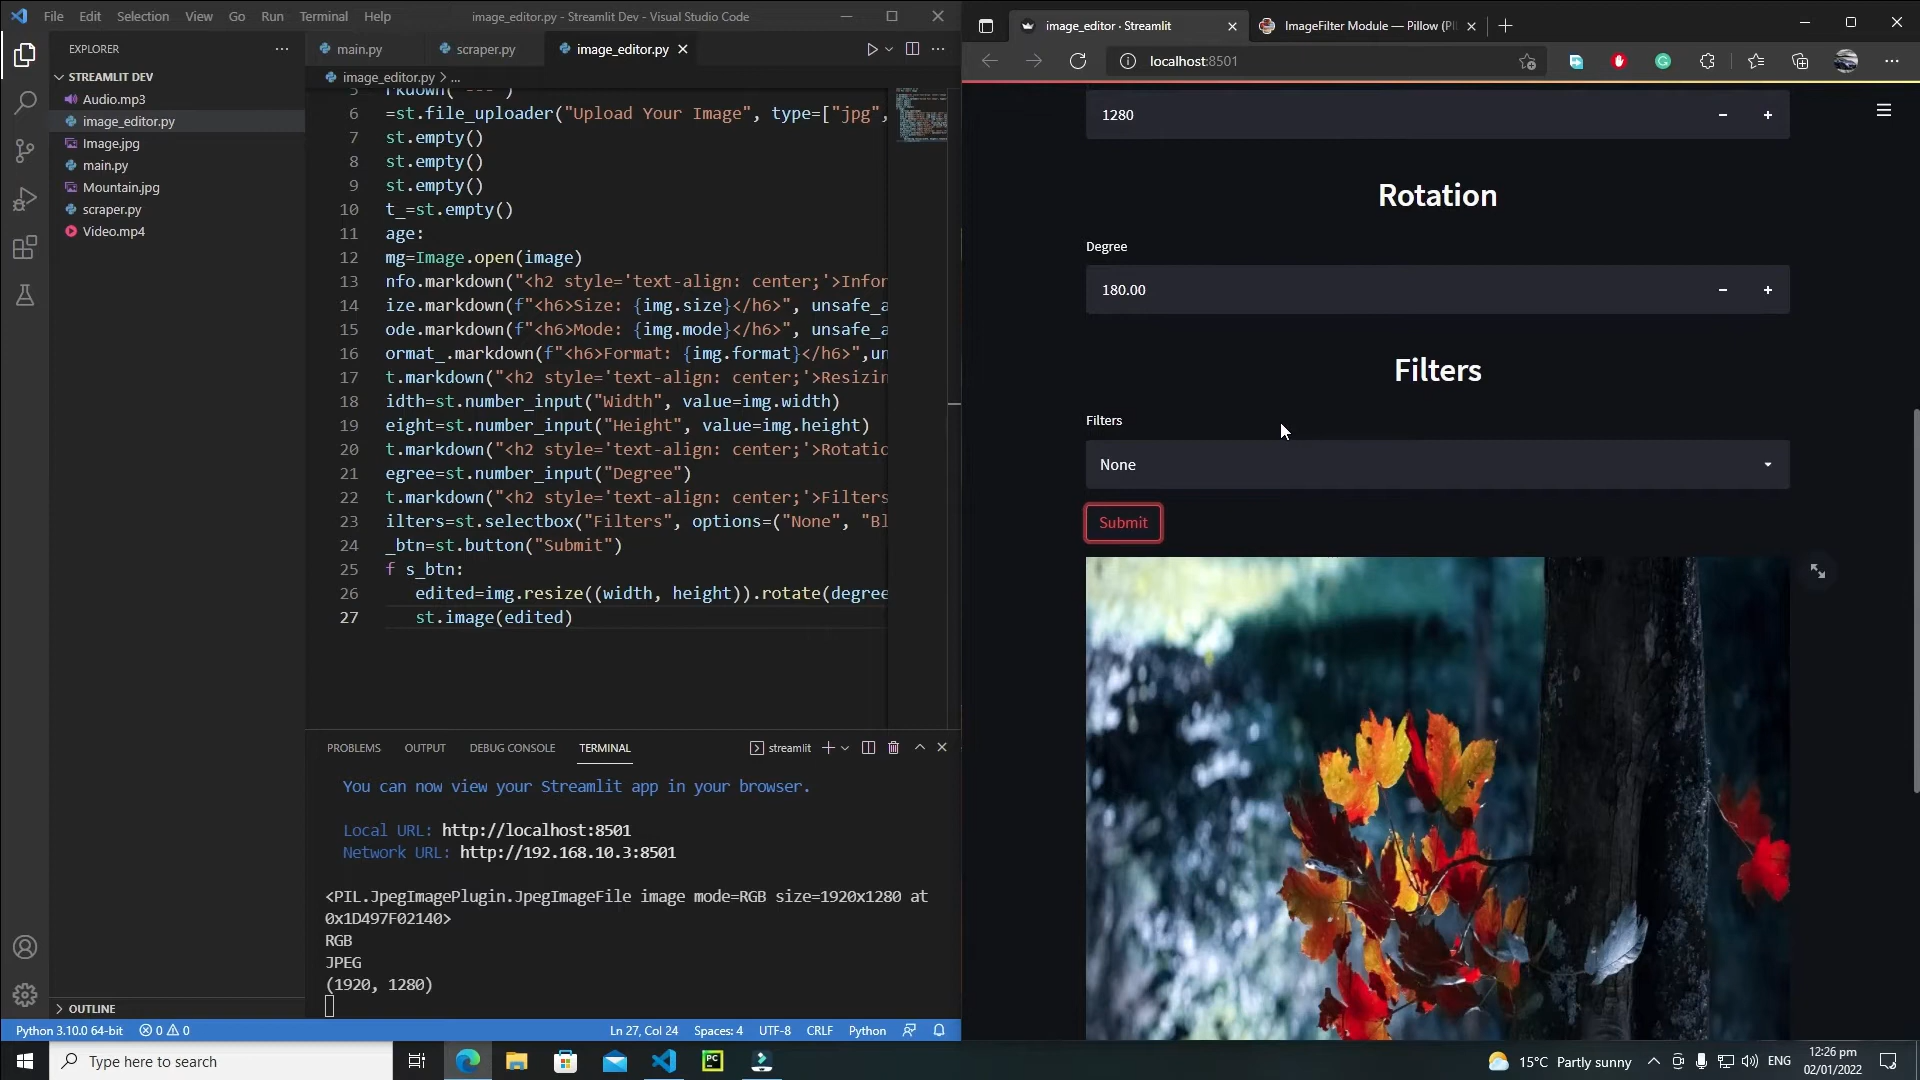 File Edit Selection View Go Run Terminal Help
image_editor.py - Streamlit Dev - Visual Studio Code
EXPLORER
STREAMLIT DEV
Audio.mp3
image_editor.py
Image.jpg
main.py
Mountain.jpg
scraper.py
Video.mp4
OUTLINE
main.py scraper.py image_editor.py
image_editor.py > ...
6 =st.file_uploader("Upload Your Image", type=["jpg",
7 st.empty()
8 st.empty()
9 st.empty()
10 t_=st.empty()
11 age:
12 mg=Image.open(image)
13 nfo.markdown("<h2 style='text-align: center;'>Infor
14 ize.markdown(f"<h6>Size: {img.size}</h6>", unsafe_a
15 ode.markdown(f"<h6>Mode: {img.mode}</h6>", unsafe_a
16 ormat_.markdown(f"<h6>Format: {img.format}</h6>",un
17 t.markdown("<h2 style='text-align: center;'>Resizin
18 idth=st.number_input("Width", value=img.width)
19 eight=st.number_input("Height", value=img.height)
20 t.markdown("<h2 style='text-align: center;'>Rotatio
21 egree=st.number_input("Degree")
22 t.markdown("<h2 style='text-align: center;'>Filters
23 ilters=st.selectbox("Filters", options=("None", "Bl
24 _btn=st.button("Submit")
25 f s_btn:
26 edited=img.resize((width, height)).rotate(degree
27 st.image(edited)
PROBLEMS OUTPUT DEBUG CONSOLE TERMINAL streamlit
You can now view your Streamlit app in your browser.
Local URL: http://localhost:8501
Network URL: http://192.168.10.3:8501
<PIL.JpegImagePlugin.JpegImageFile image mode=RGB size=1920x1280 at
0x1D497F02140>
RGB
JPEG
(1920, 1280)
Python 3.10.0 64-bit 0 0 Ln 27, Col 24 Spaces: 4 UTF-8 CRLF Python
image_editor · Streamlit
ImageFilter Module — Pillow (PI
localhost:8501
1280
Rotation
Degree
180.00
Filters
Filters
None
Submit
Type here to search
PC
15°C Partly sunny
ENG
12:26 pm
02/01/2022